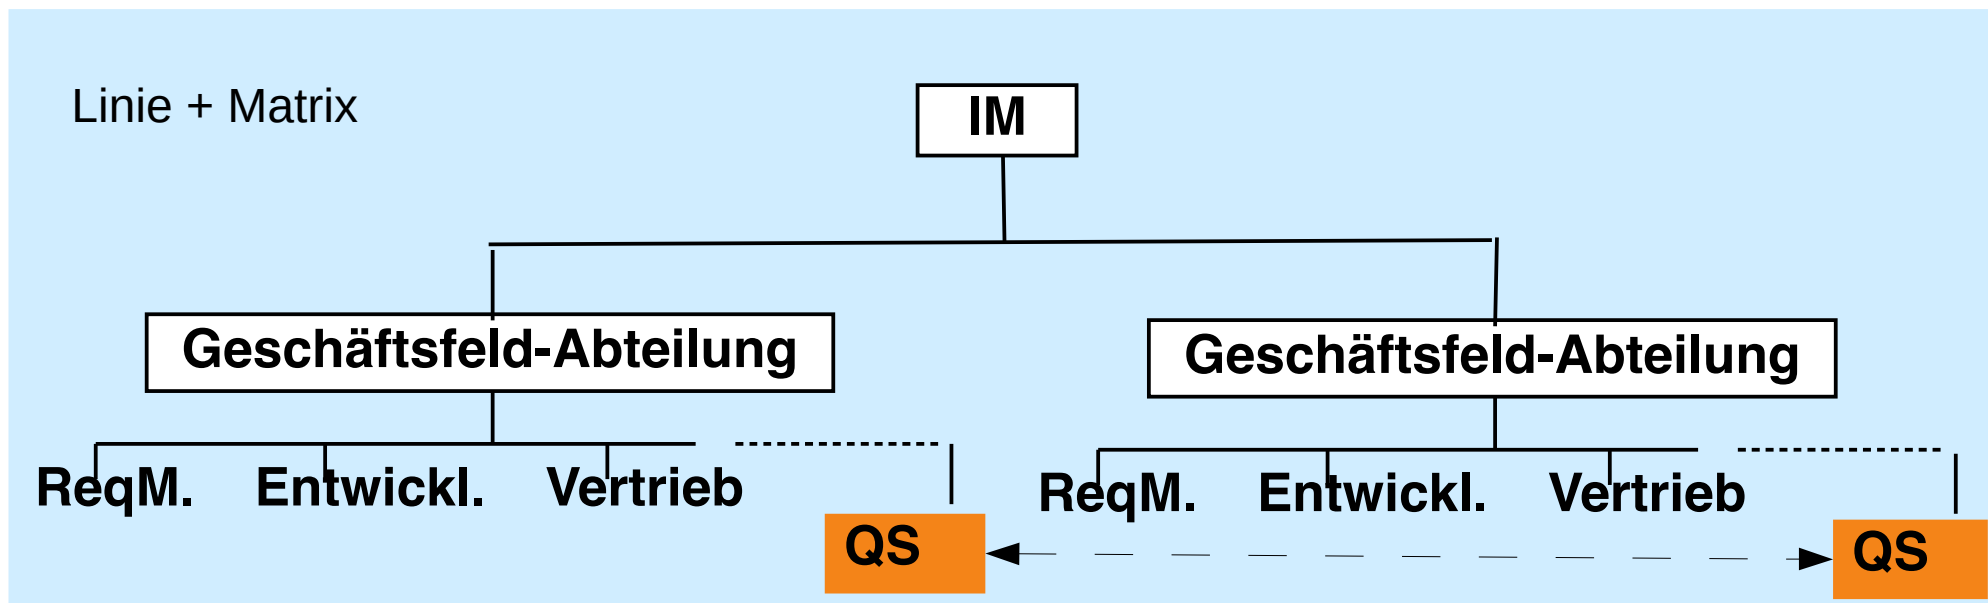 Linie + Matrix
IM
Geschäftsfeld-Abteilung
Geschäftsfeld-Abteilung
ReqM. Entwickl. Vertrieb
ReqM. Entwickl. Vertrieb
QS
QS